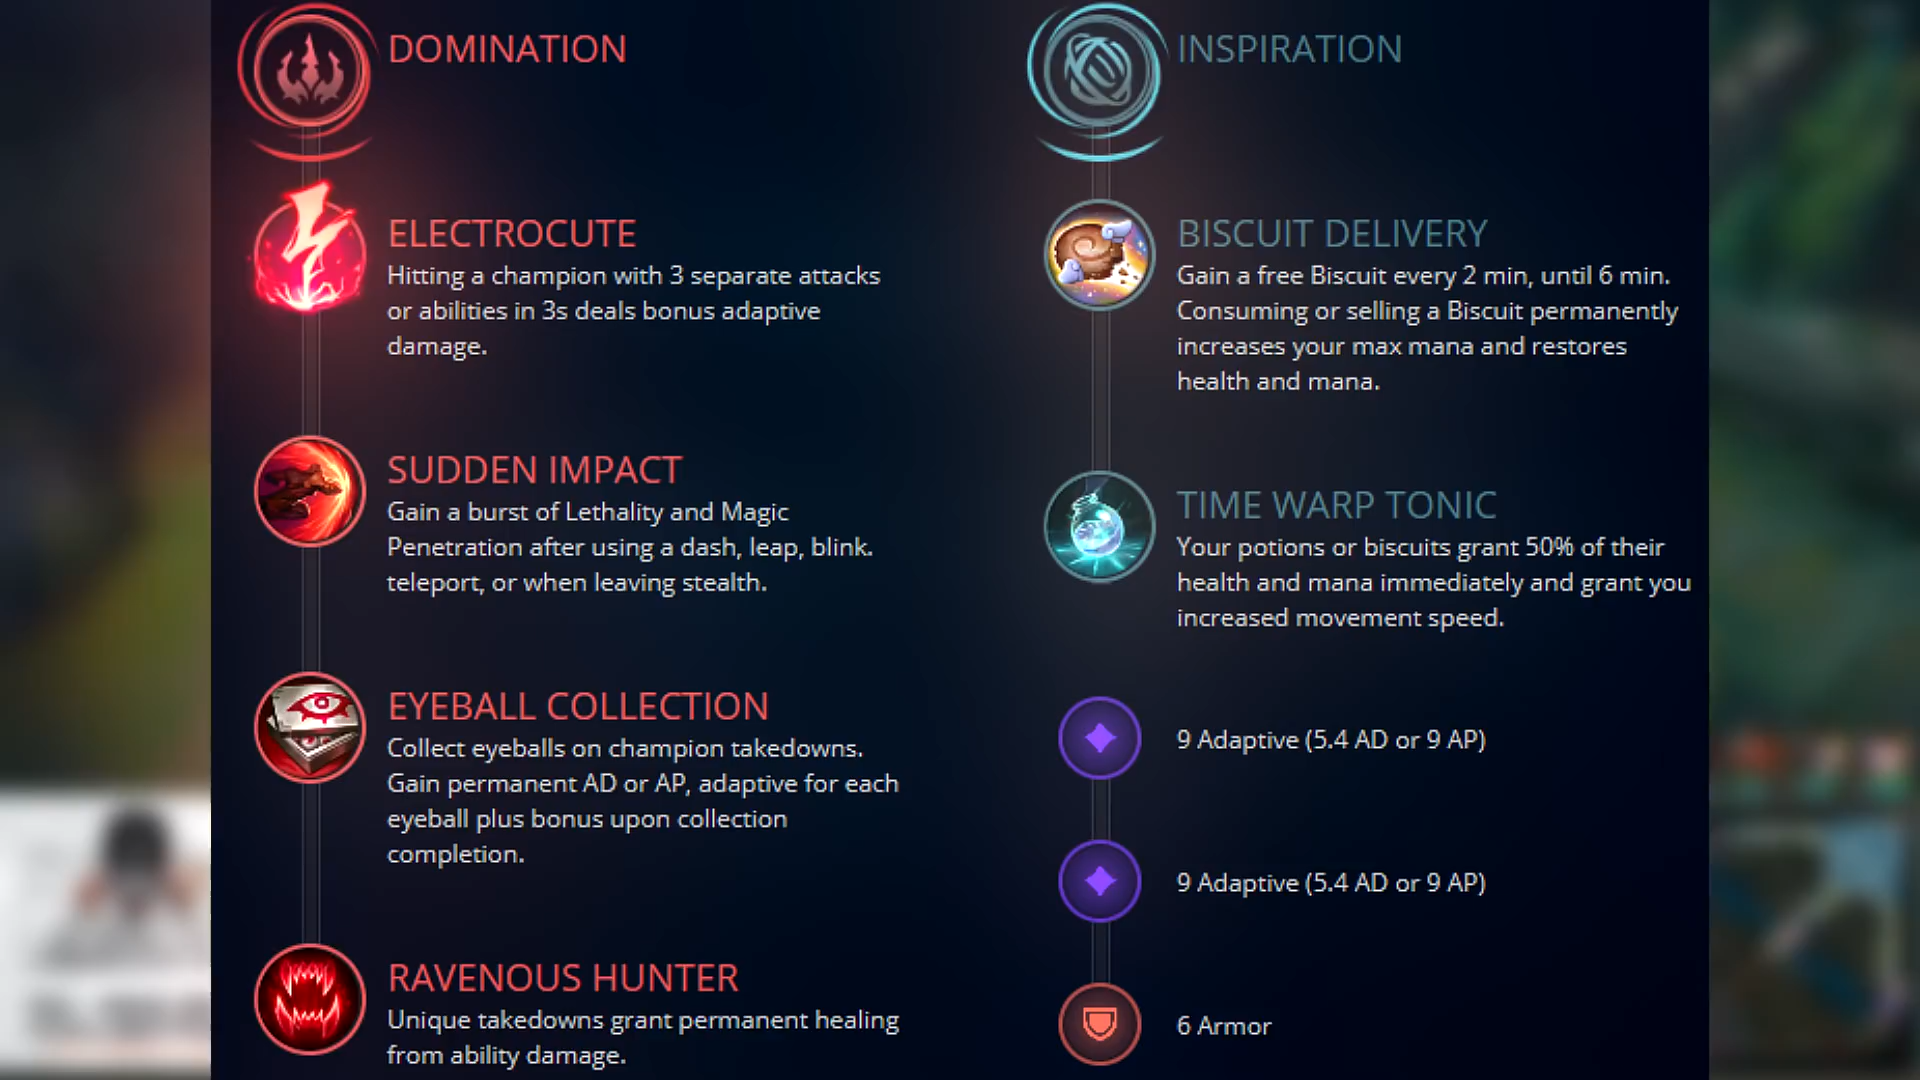 DOMINATION
ELECTROCUTE
Hitting a champion with 3 separate attacks
or abilities in 3s deals bonus adaptive
damage.
SUDDEN IMPACT
Gain a burst of Lethality and Magic
Penetration after using a dash, leap, blink.
teleport, or when leaving stealth.
EYEBALL COLLECTION
Collect eyeballs on champion takedowns.
Gain permanent AD or AP, adaptive for each
eyeball plus bonus upon collection
completion.
RAVENOUS HUNTER
Unique takedowns grant permanent healing
from ability damage.
INSPIRATION
BISCUIT DELIVERY
Gain a free Biscuit every 2 min, until 6 min.
Consuming or selling a Biscuit permanently
increases your max mana and restores
health and mana.
TIME WARP TONIC
Your potions or biscuits grant 50% of their
health and mana immediately and grant you
increased movement speed.
9 Adaptive (5.4 AD or 9 AP)
9 Adaptive (5.4 AD or 9 AP)
6 Armor